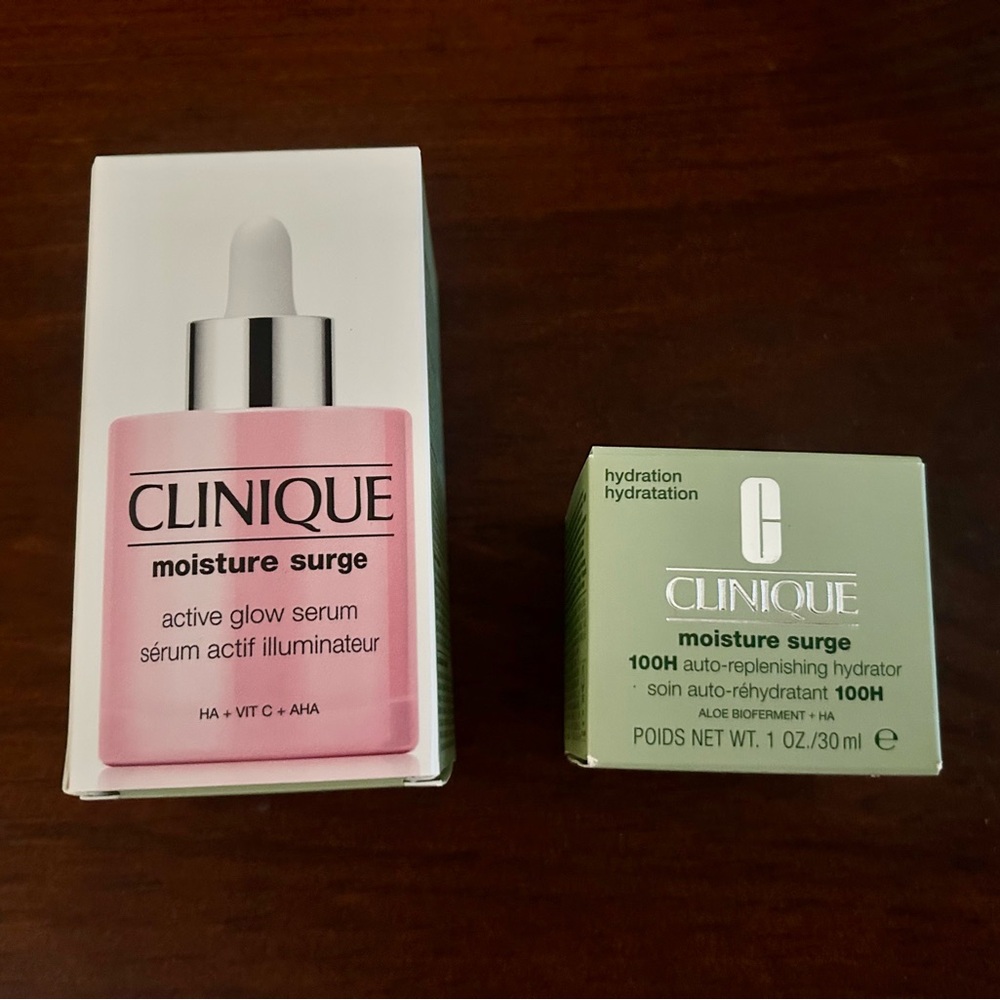 CLINIQUE
moisture surge
active glow serum
sérum actif illuminateur
HA + VIT C + AHA
hydration
hydratation
C
CLINIQUE
moisture surge
100H auto-replenishing hydrator
soin auto-réhydratant 100H
ALOE BIOFERMENT + HA
POIDS NET WT. 1 OZ./30 ml ℮